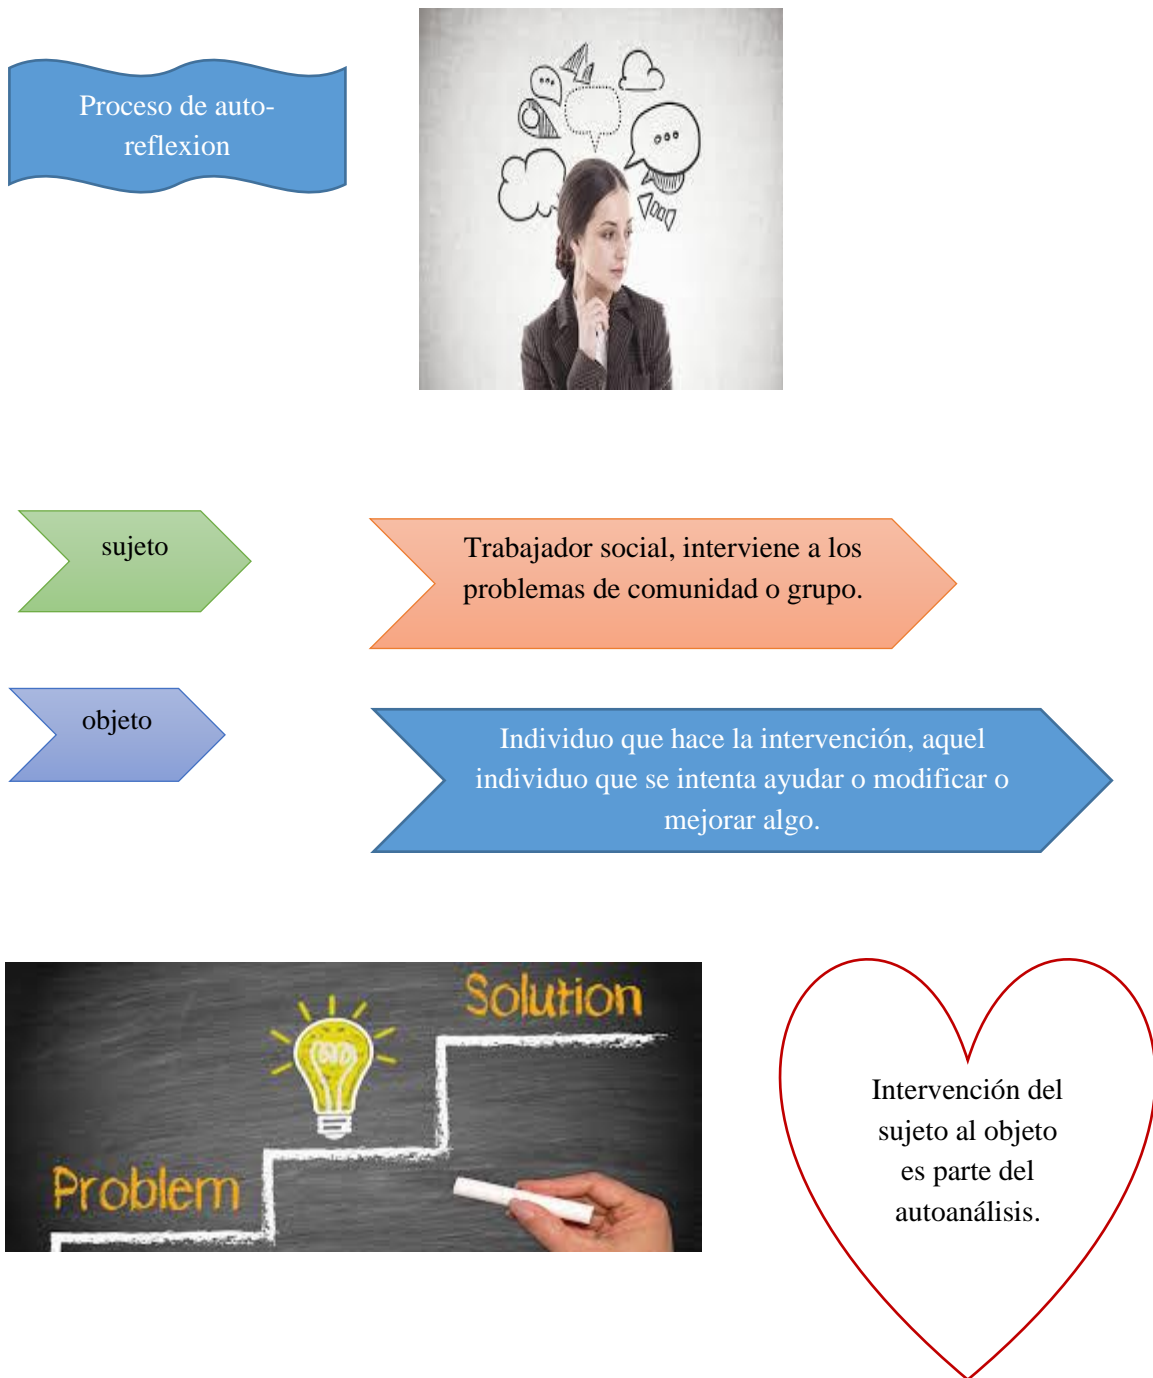 Proceso de auto-
reflexion
sujeto
Trabajador social, interviene a los
problemas de comunidad o grupo.
objeto
Individuo que hace la intervención, aquel
individuo que se intenta ayudar o modificar o
mejorar algo.
Solution
Problem
Intervención del
sujeto al objeto
es parte del
autoanálisis.